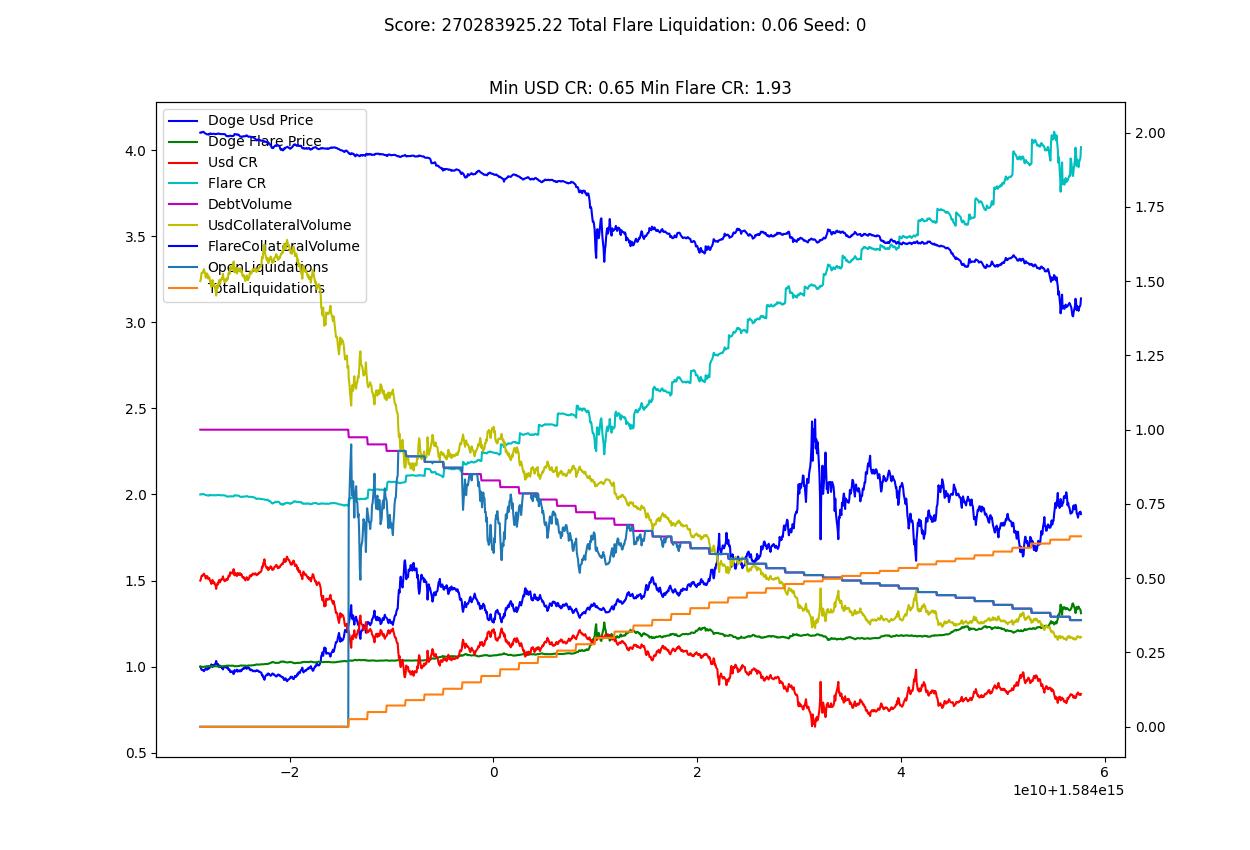 Score: 270283925.22 Total Flare Liquidation: 0.06 Seed: 0
Min USD CR: 0.65 Min Flare CR: 1.93
Doge Usd Price
Doge Flare Price
Usd CR
Flare CR
DebtVolume
UsdCollateralVolume
FlareCollateralVolume
OpenLiquidations
TotalLiquidations
4.0
3.5
3.0
2.5
2.0
1.5
1.0
0.5
2.00
1.75
1.50
1.25
1.00
0.75
0.50
0.25
0.00
−2 0 2 4 6
1e10+1.584e15